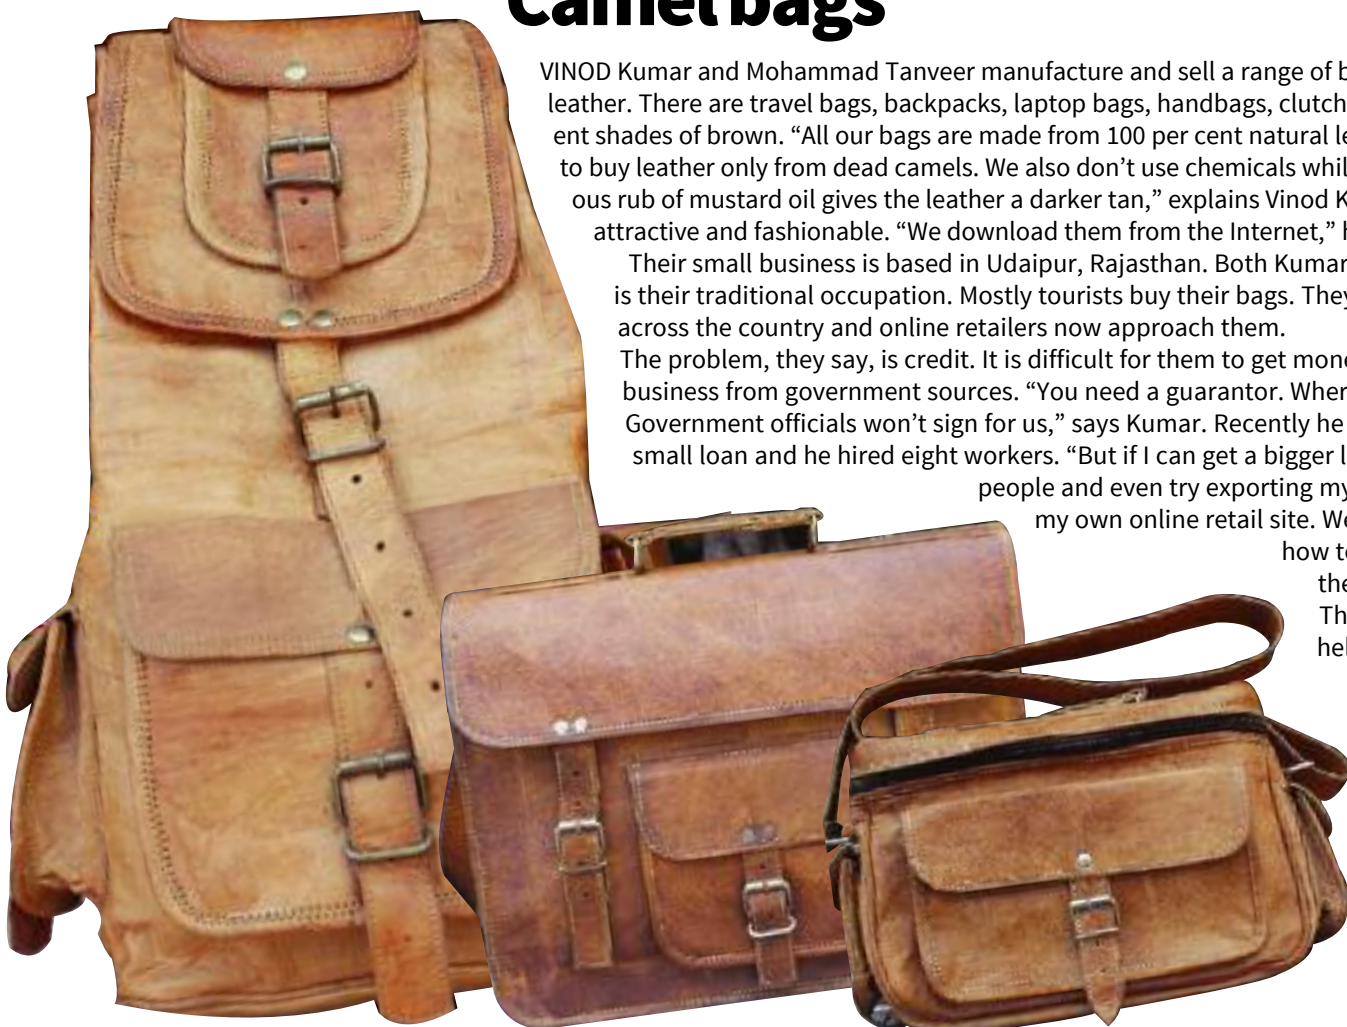 Camel bags
VINOD Kumar and Mohammad Tanveer manufacture and sell a range of
leather. There are travel bags, backpacks, laptop bags, handbags, clutch
ent shades of brown. “All our bags are made from 100 per cent natural
to buy leather only from dead camels. We also don’t use chemicals
ous rub of mustard oil gives the leather a darker tan,” explains Vinod
attractive and fashionable. “We download them from the Internet,”
Their small business is based in Udaipur, Rajasthan. Both Kumar
is their traditional occupation. Mostly tourists buy their bags. They
across the country and online retailers now approach them.
The problem, they say, is credit. It is difficult for them to get
business from government sources. “You need a guarantor.
Government officials won’t sign for us,” says Kumar. Recently he
small loan and he hired eight workers. “But if I can get a bigger
people and even try exporting my
my own online retail site. We
how